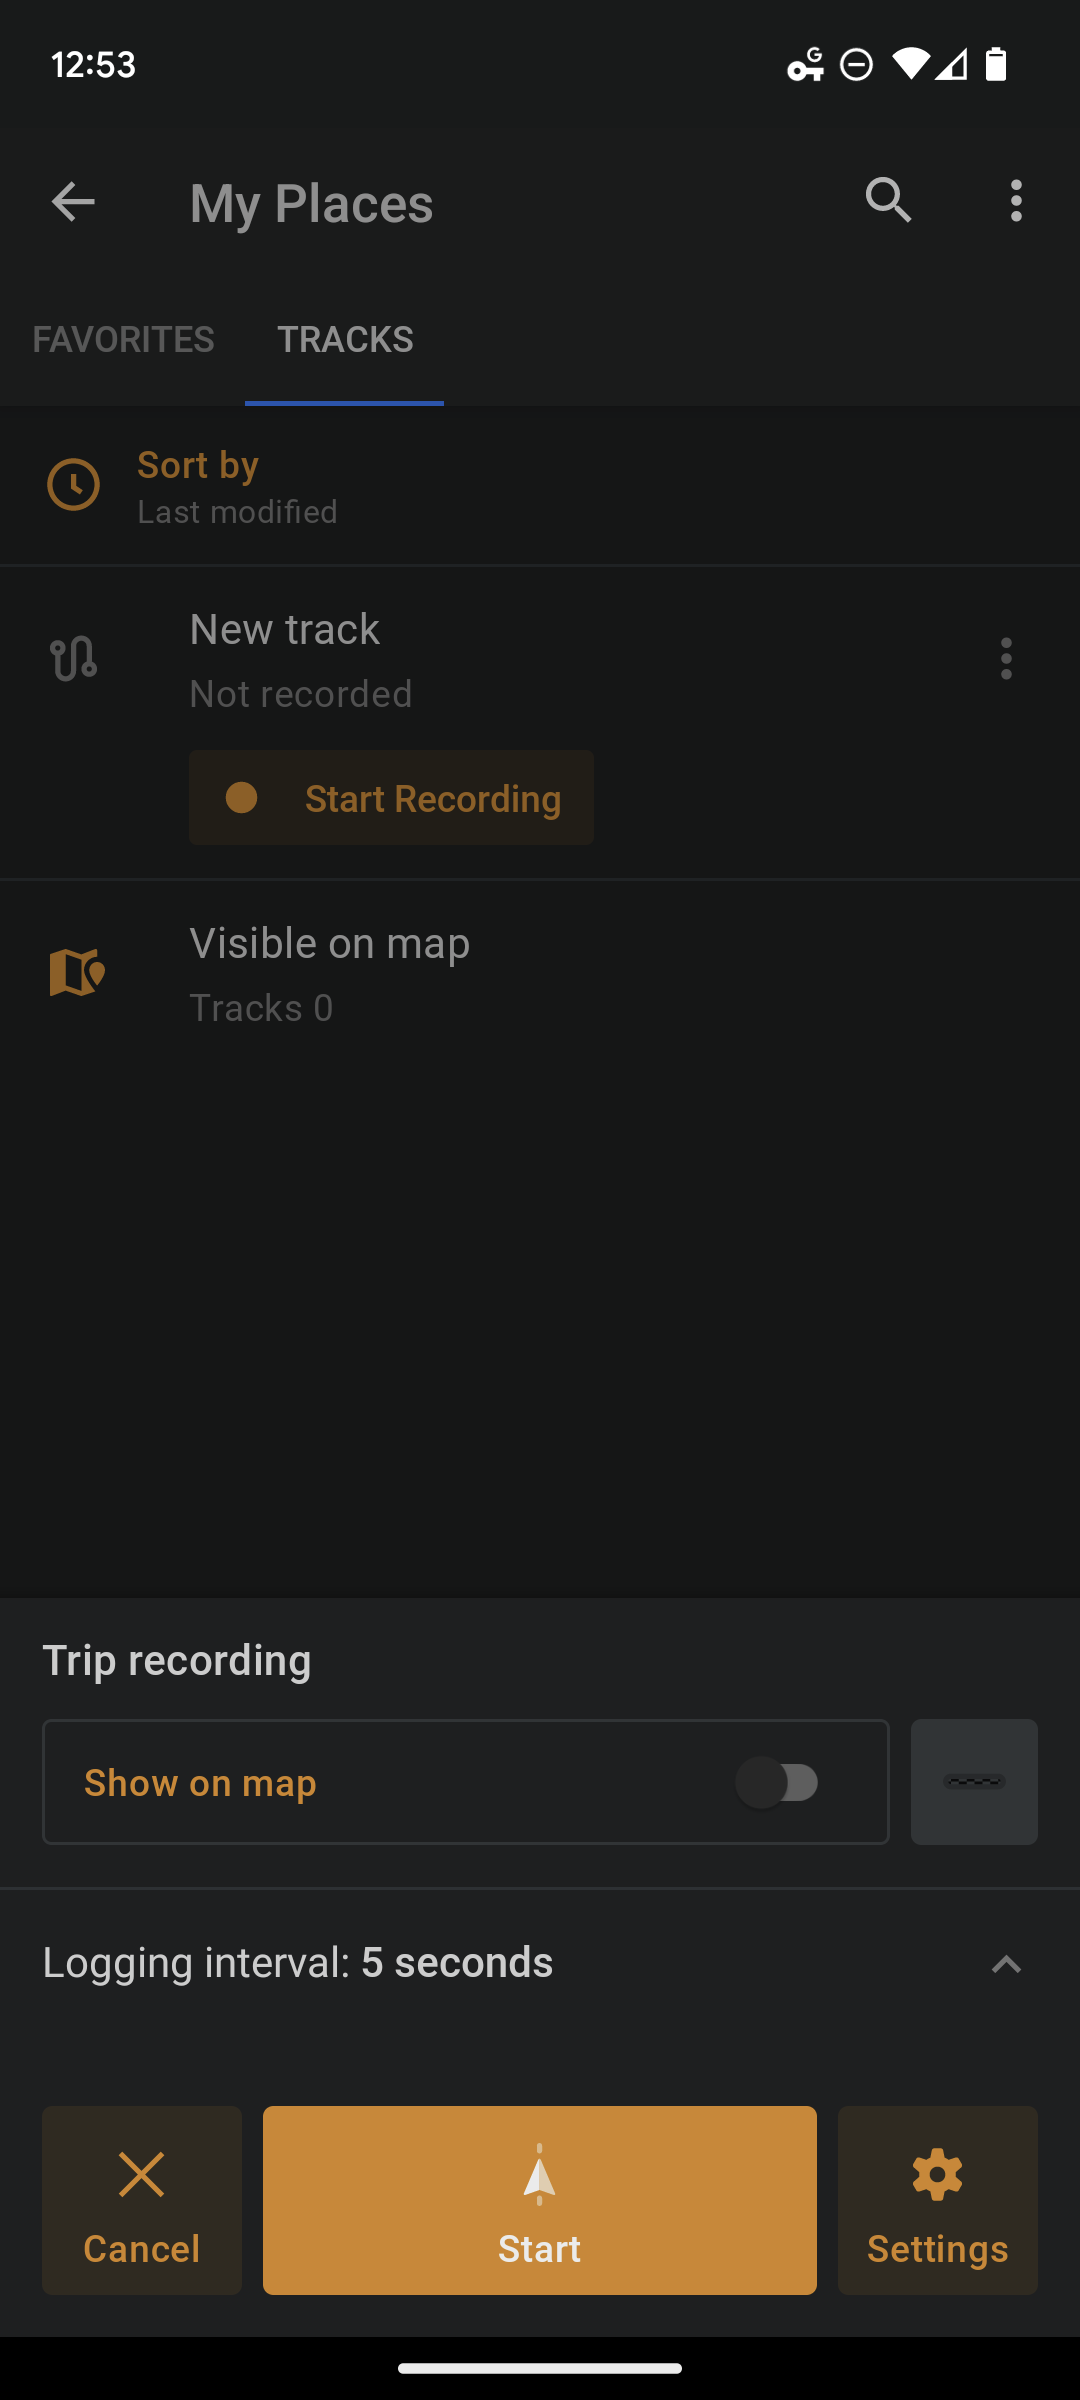 12:53
My Places
FAVORITES
TRACKS
Sort by
Last modified
New track
Not recorded
Start Recording
Visible on map
Tracks 0
Trip recording
Show on map
Logging interval: 5 seconds
Cancel
Start
Settings